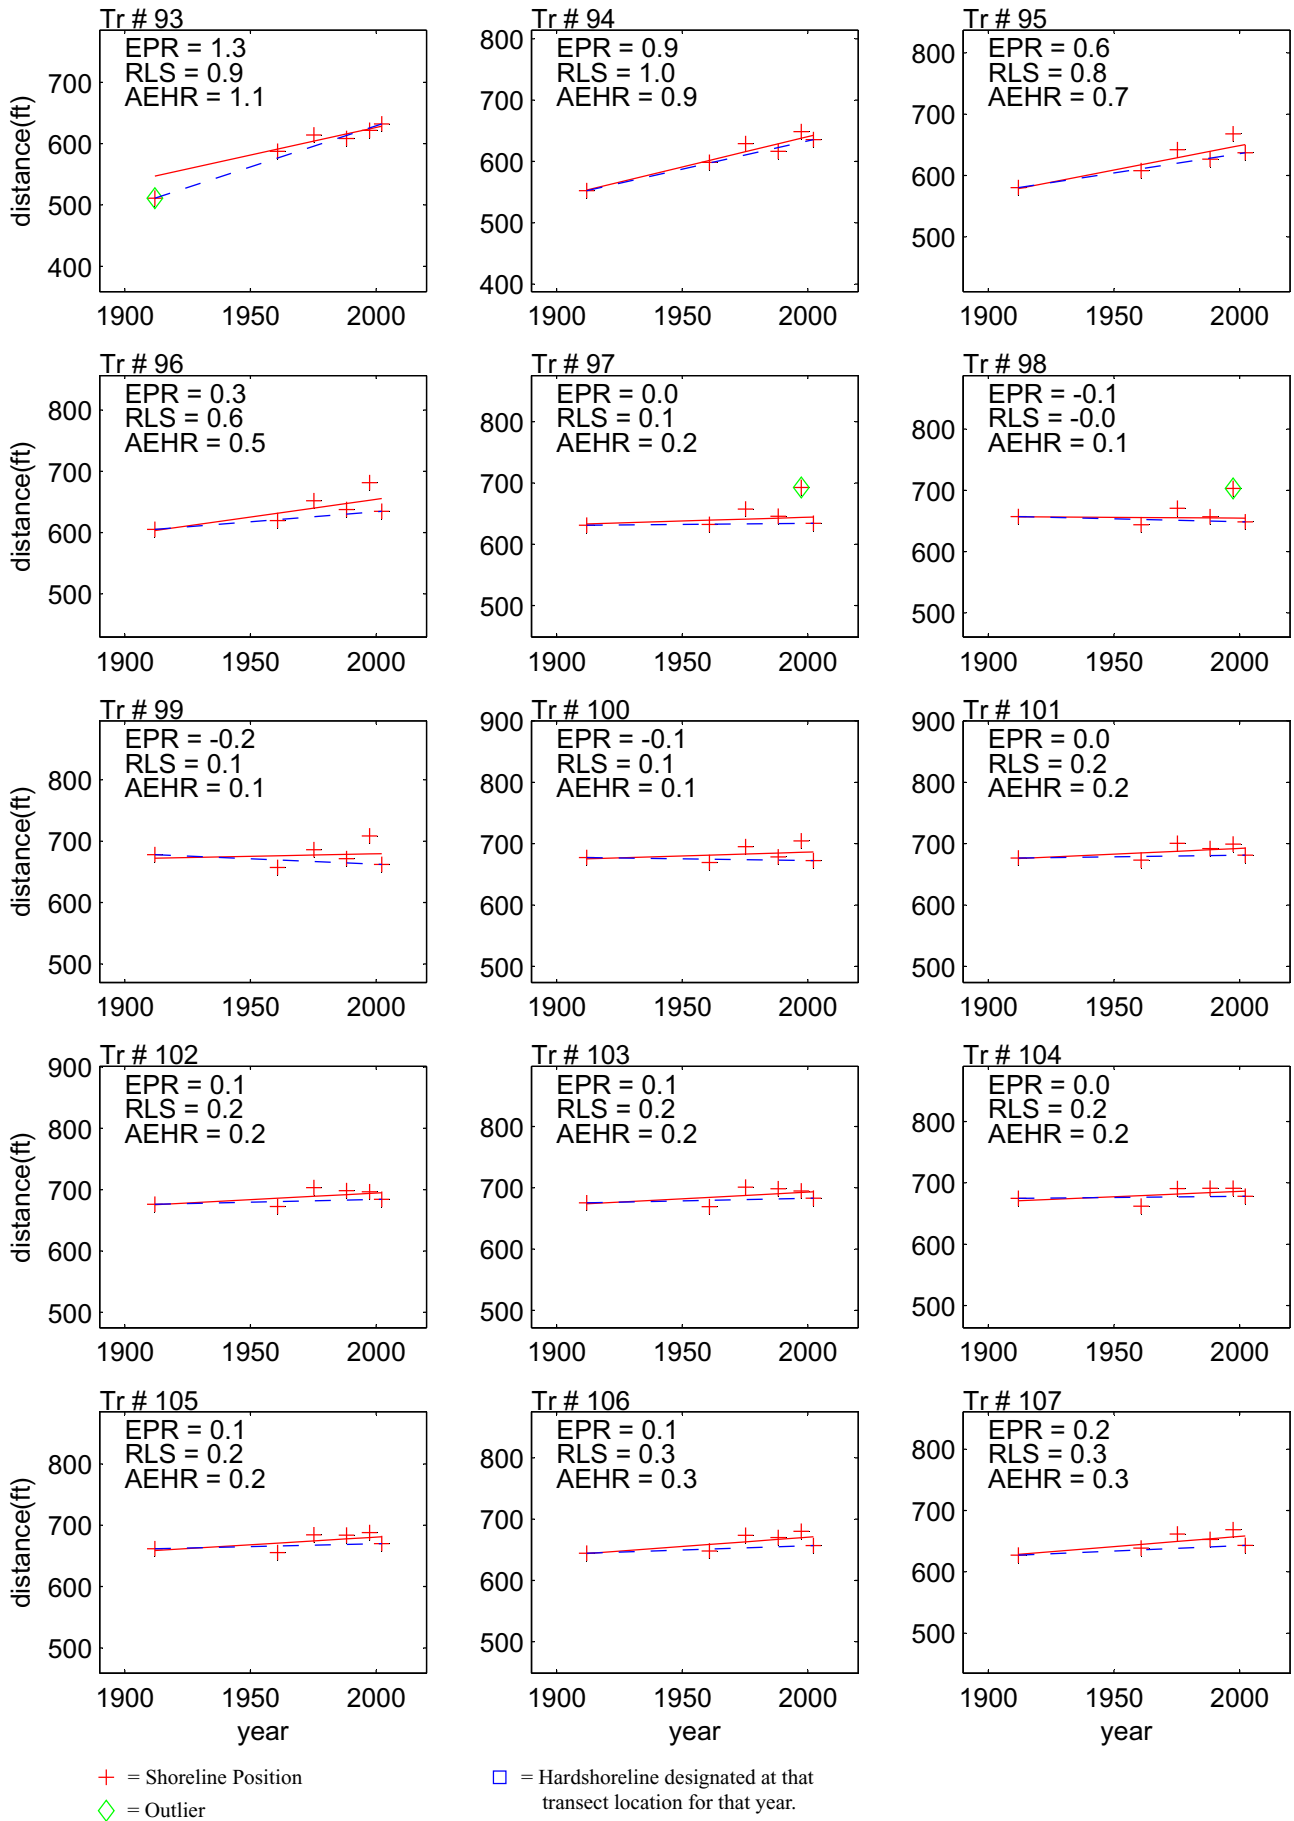 Tr # 93
EPR = 1.3
RLS = 0.9
AEHR = 1.1
distance(ft)
700
600
500
400
1900 1950 2000
Tr # 94
EPR = 0.9
RLS = 1.0
AEHR = 0.9
800
700
600
500
400
1900 1950 2000
Tr # 95
EPR = 0.6
RLS = 0.8
AEHR = 0.7
800
700
600
500
1900 1950 2000
Tr # 96
EPR = 0.3
RLS = 0.6
AEHR = 0.5
distance(ft)
800
700
600
500
1900 1950 2000
Tr # 97
EPR = 0.0
RLS = 0.1
AEHR = 0.2
800
700
600
500
1900 1950 2000
Tr # 98
EPR = -0.1
RLS = -0.0
AEHR = 0.1
800
700
600
500
1900 1950 2000
Tr # 99
EPR = -0.2
RLS = 0.1
AEHR = 0.1
distance(ft)
800
700
600
500
1900 1950 2000
Tr # 100
EPR = -0.1
RLS = 0.1
AEHR = 0.1
900
800
700
600
500
1900 1950 2000
Tr # 101
EPR = 0.0
RLS = 0.2
AEHR = 0.2
900
800
700
600
500
1900 1950 2000
Tr # 102
EPR = 0.1
RLS = 0.2
AEHR = 0.2
distance(ft)
900
800
700
600
500
1900 1950 2000
Tr # 103
EPR = 0.1
RLS = 0.2
AEHR = 0.2
800
700
600
500
1900 1950 2000
Tr # 104
EPR = 0.0
RLS = 0.2
AEHR = 0.2
800
700
600
500
1900 1950 2000
Tr # 105
EPR = 0.1
RLS = 0.2
AEHR = 0.2
distance(ft)
800
700
600
500
1900 1950 2000
year
Tr # 106
EPR = 0.1
RLS = 0.3
AEHR = 0.3
800
700
600
500
1900 1950 2000
year
Tr # 107
EPR = 0.2
RLS = 0.3
AEHR = 0.3
800
700
600
500
1900 1950 2000
year
= Shoreline Position
= Outlier
= Hardshoreline designated at that
transect location for that year.